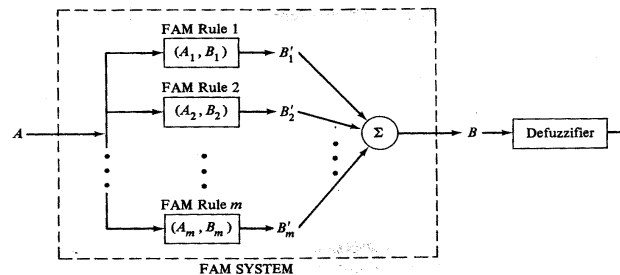 FAM Rule 1
(A₁, B₁)
B′₁
FAM Rule 2
(A₂, B₂)
B′₂
A
Σ
B
Defuzzifier
FAM Rule m
(Aₘ, Bₘ)
B′ₘ
FAM SYSTEM